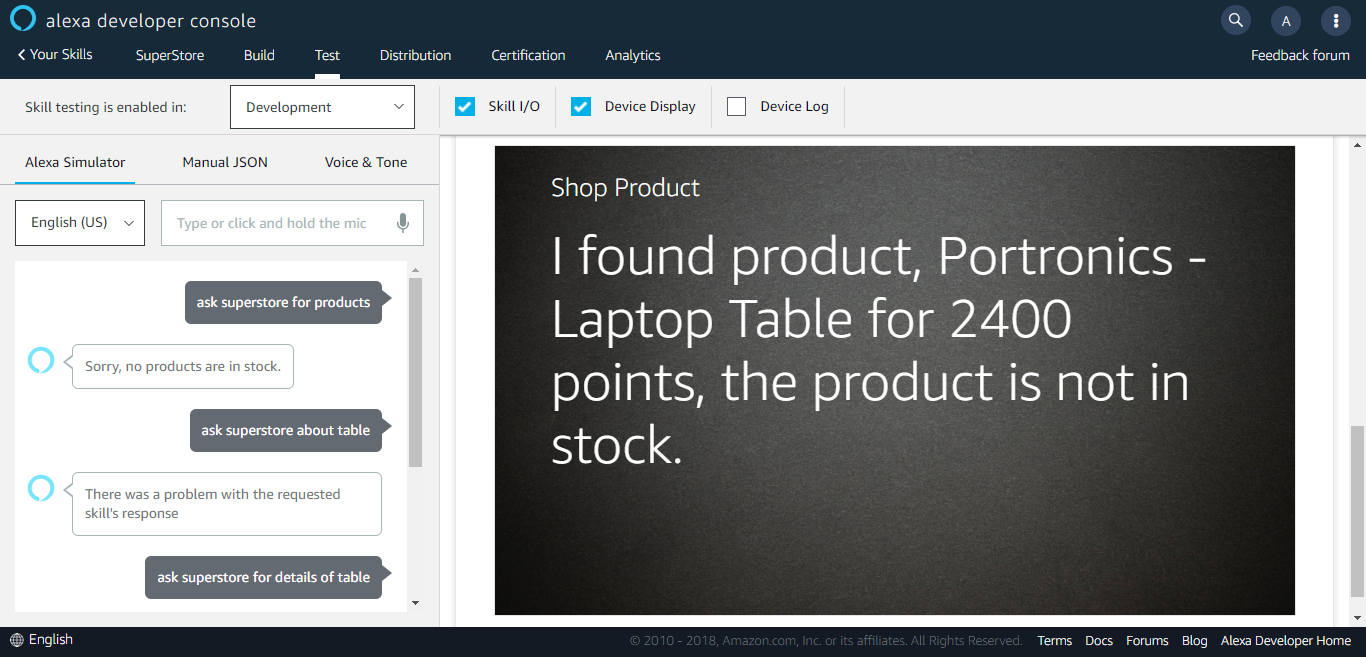 alexa developer console
A
Your Skills
SuperStore
Build
Test
Distribution
Certification
Analytics
Feedback forum
Skill testing is enabled in:
Development
Skill I/O
Device Display
Device Log
Alexa Simulator
Manual JSON
Voice & Tone
English (US)
Type or click and hold the mic
ask superstore for products
Sorry, no products are in stock.
ask superstore about table
There was a problem with the requested
skill's response
ask superstore for details of table
Shop Product
I found product, Portronics -
Laptop Table for 2400
points, the product is not in
stock.
English
© 2010 - 2018, Amazon.com, Inc. or its affiliates. All Rights Reserved.
Terms
Docs
Forums
Blog
Alexa Developer Home